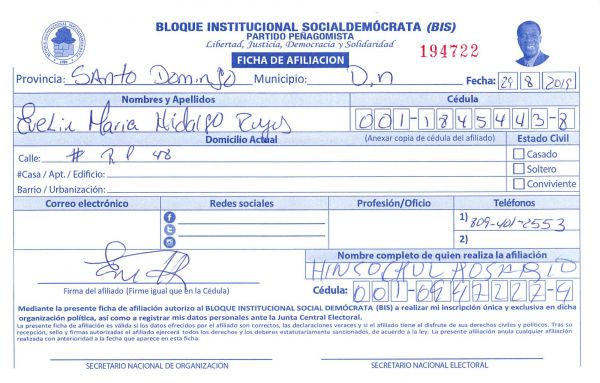 BLOQUE INSTITUCIONAL SOCIALDEMÓCRATA (BIS)
PARTIDO PEÑAGOMISTA
Libertad, Justicia, Democracia y Solidaridad
FICHA DE AFILIACION
194722
Provincia: SANto Domingo Municipio: D,n Fecha: 29 8 2019
Nombres y Apellidos
Cédula
Evelin Maria Hidalgo
001-1845443-8
Domicilio Actual
(Anexar copia de cédula del afiliado)
Estado Civil
Calle: # 48
Casado
#Casa / Apt. / Edificio:
Soltero
Barrio / Urbanización:
Conviviente
Correo electrónico
Redes sociales
Profesión/Oficio
Teléfonos
1) 809-401-2553
2)
Nombre completo de quien realiza la afiliación
ROSARIO
Firma del afiliado (Firme igual que en la Cédula)
Cédula: 001-0947227-9
Mediante la presente ficha de afiliación autorizo al BLOQUE INSTITUCIONAL SOCIAL DEMÓCRATA (BIS) a realizar mi inscripción única y exclusiva en dicha
organización política, así como a registrar mis datos personales ante la Junta Central Electoral.
La presente ficha de afiliación es válida si los datos ofrecidos por el afiliado son correctos, las declaraciones veraces y si el afiliado tiene el disfrute de sus derechos civiles y políticos. Tras su
recepción, sello y firmas autorizadas el afiliado ejercerá todos los derechos y los deberes estatutariamente sancionados, de acuerdo a la ley. La presente afiliación anula cualquier afiliación
realizada con anterioridad a la fecha que aparece en esta ficha.
SECRETARIO NACIONAL DE ORGANIZACIÓN
SECRETARIO NACIONAL ELECTORAL